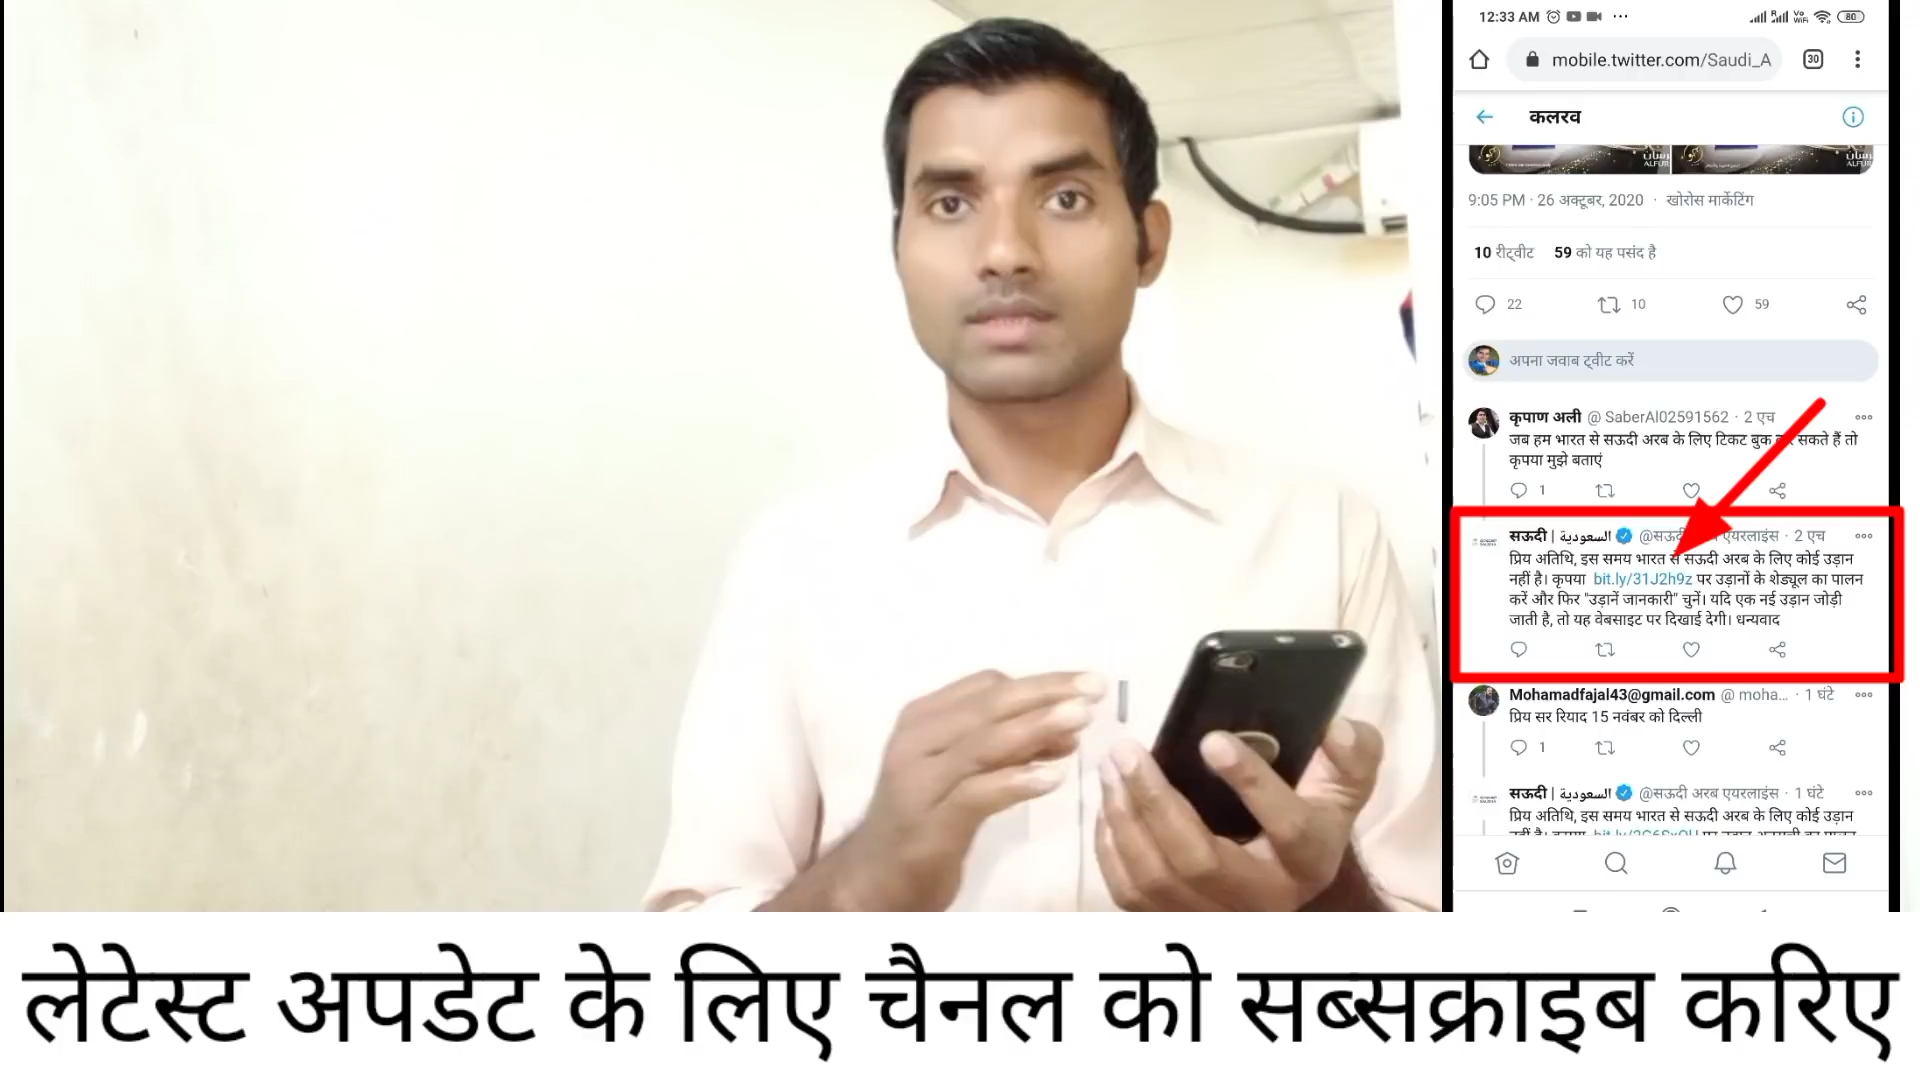 12:33 AM
80
mobile.twitter.com/Saudi_A
30
कलरव
9:05 PM · 26 अक्टूबर, 2020 · खोरोस मार्केटिंग
10 रीट्वीट 59 को यह पसंद है
22 10 59
अपना जवाब ट्वीट करें
कृपाण अली @ SaberAl02591562 · 2 एच
जब हम भारत से सऊदी अरब के लिए टिकट बुक कर सकते हैं तो
कृपया मुझे बताएं
1
सऊदी | السعودية एयरलाइंस · 2 एच
प्रिय अतिथि, इस समय भारत से सऊदी अरब के लिए कोई उड़ान
नहीं है। कृपया bit.ly/31J2h9z पर उड़ानों के शेड्यूल का पालन
करें और फिर "उड़ानें जानकारी" चुनें। यदि एक नई उड़ान जोड़ी
जाती है, तो यह वेबसाइट पर दिखाई देगी। धन्यवाद
Mohamadfajal43@gmail.com @ moha... · 1 घंटे
प्रिय सर रियाद 15 नवंबर को दिल्ली
1
सऊदी | السعودية @सऊदी अरब एयरलाइंस · 1 घंटे
प्रिय अतिथि, इस समय भारत से सऊदी अरब के लिए कोई उड़ान
लेटेस्ट अपडेट के लिए चैनल को सब्सक्राइब करिए